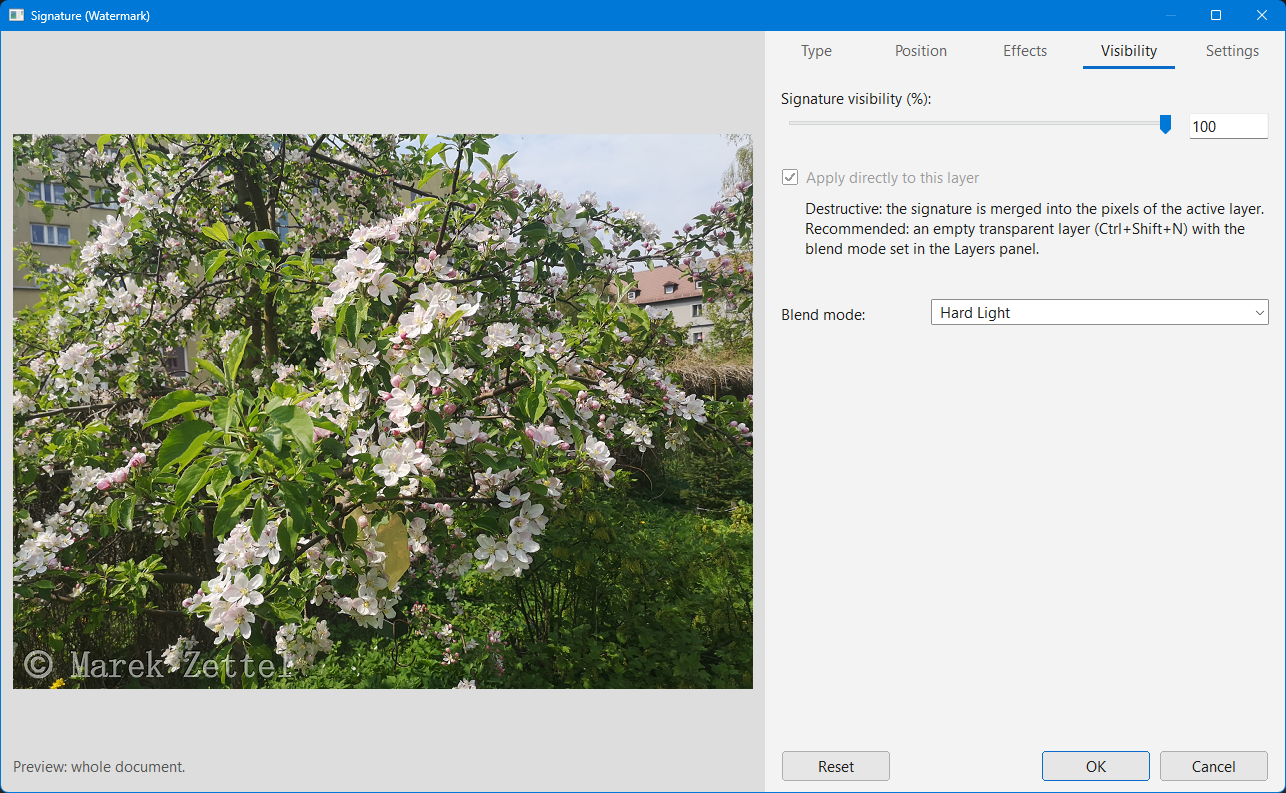 Signature (Watermark)
Type Position Effects Visibility Settings
Signature visibility (%):
100
Apply directly to this layer
Destructive: the signature is merged into the pixels of the active layer.
Recommended: an empty transparent layer (Ctrl+Shift+N) with the
blend mode set in the Layers panel.
Blend mode: Hard Light
© Marek Zettel
Preview: whole document.
Reset OK Cancel